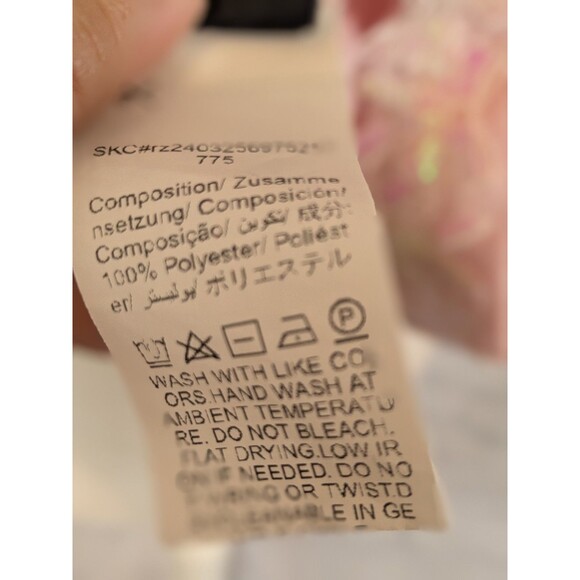 775
Composition/ Zusamme
nsetzung/ Composición/
Composição/ تكوين/ 成分:
100% Polyester/ Poliést
er/ بوليستر/ ポリエステル
P
WASH WITH LIKE CO
ORS.HAND WASH AT
AMBIENT TEMPERATU
RE. DO NOT BLEACH.
FLAT DRYING.LOW IR
ON IF NEEDED. DO NO
OR TWIST.D
IN GE